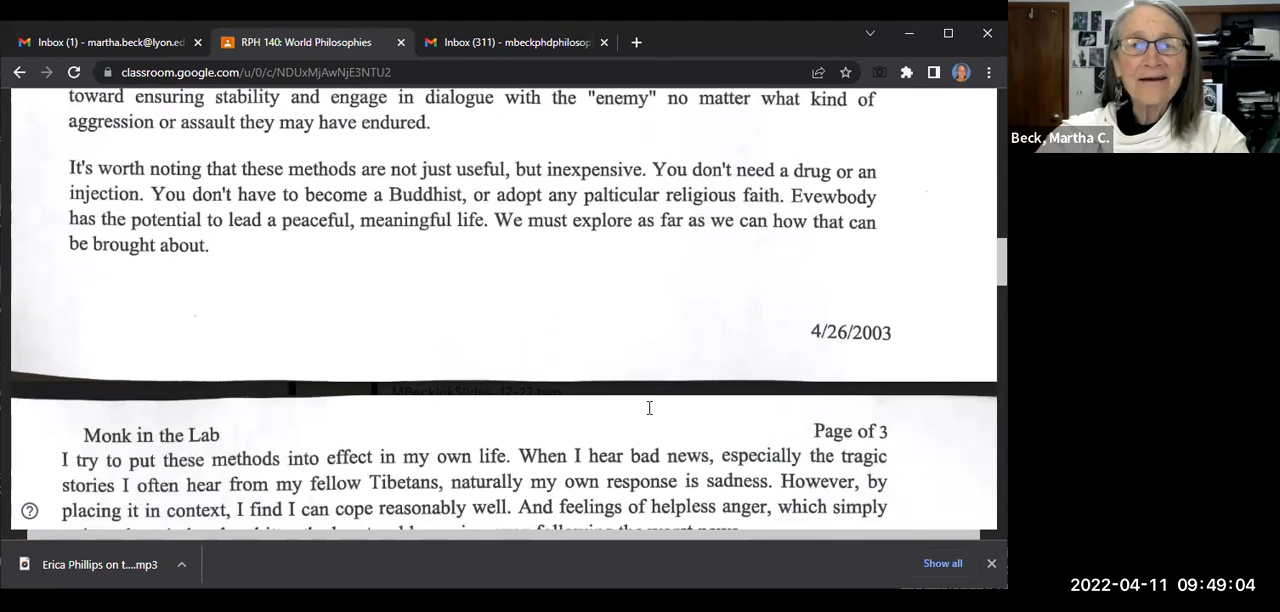 Inbox (1) - martha.beck@lyon.ed
RPH 140: World Philosophies
Inbox (311) - mbeckphdphilosop
classroom.google.com/u/0/c/NDUxMjAwNjE3NTU2
toward ensuring stability and engage in dialogue with the "enemy" no matter what kind of
aggression or assault they may have endured.
It's worth noting that these methods are not just useful, but inexpensive. You don't need a drug or an
injection. You don't have to become a Buddhist, or adopt any palticular religious faith. Evewbody
has the potential to lead a peaceful, meaningful life. We must explore as far as we can how that can
be brought about.
4/26/2003
Monk in the Lab
Page of 3
I try to put these methods into effect in my own life. When I hear bad news, especially the tragic
stories I often hear from my fellow Tibetans, naturally my own response is sadness. However, by
placing it in context, I find I can cope reasonably well. And feelings of helpless anger, which simply
Erica Phillips on t....mp3
Show all
Beck, Martha C.
2022-04-11 09:49:04